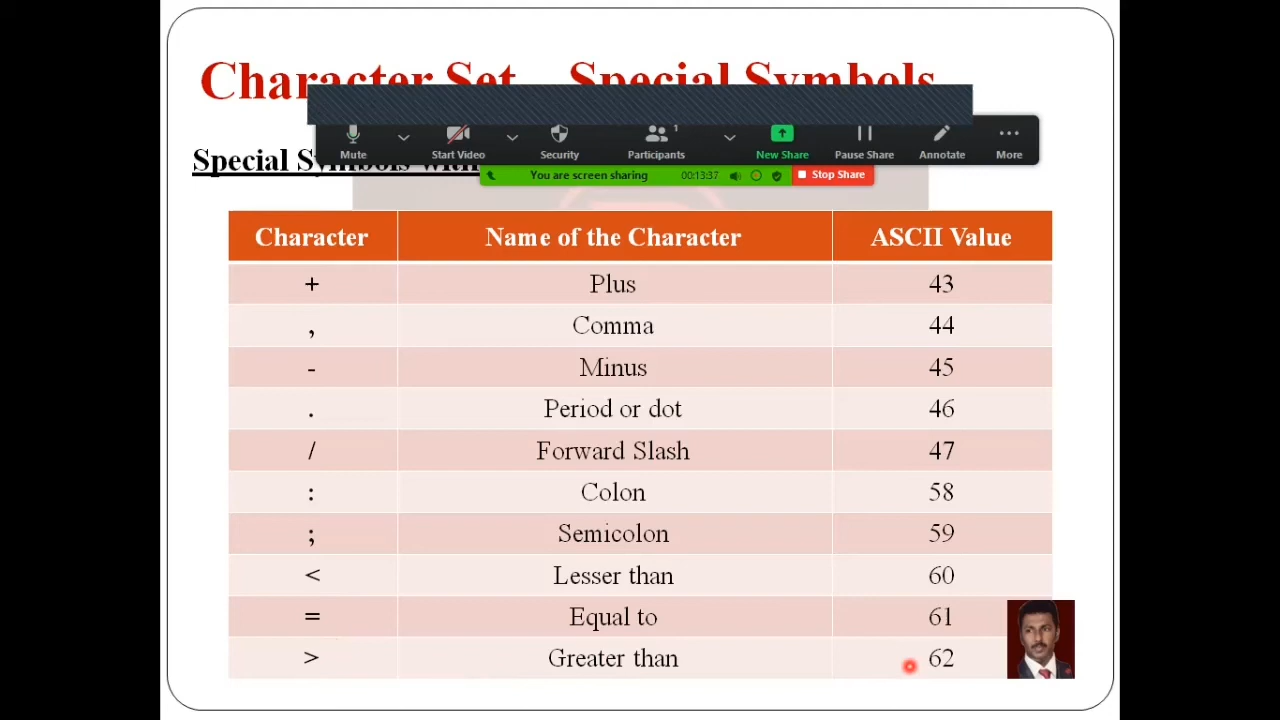 Character Set Special Symbols
Mute
Start Video
Security
1
Participants
New Share
Pause Share
Annotate
More
Special Symbols with
You are screen sharing
00:13:37
Stop Share
Character Name of the Character ASCII Value
+ Plus 43
, Comma 44
- Minus 45
. Period or dot 46
/ Forward Slash 47
: Colon 58
; Semicolon 59
< Lesser than 60
= Equal to 61
> Greater than 62